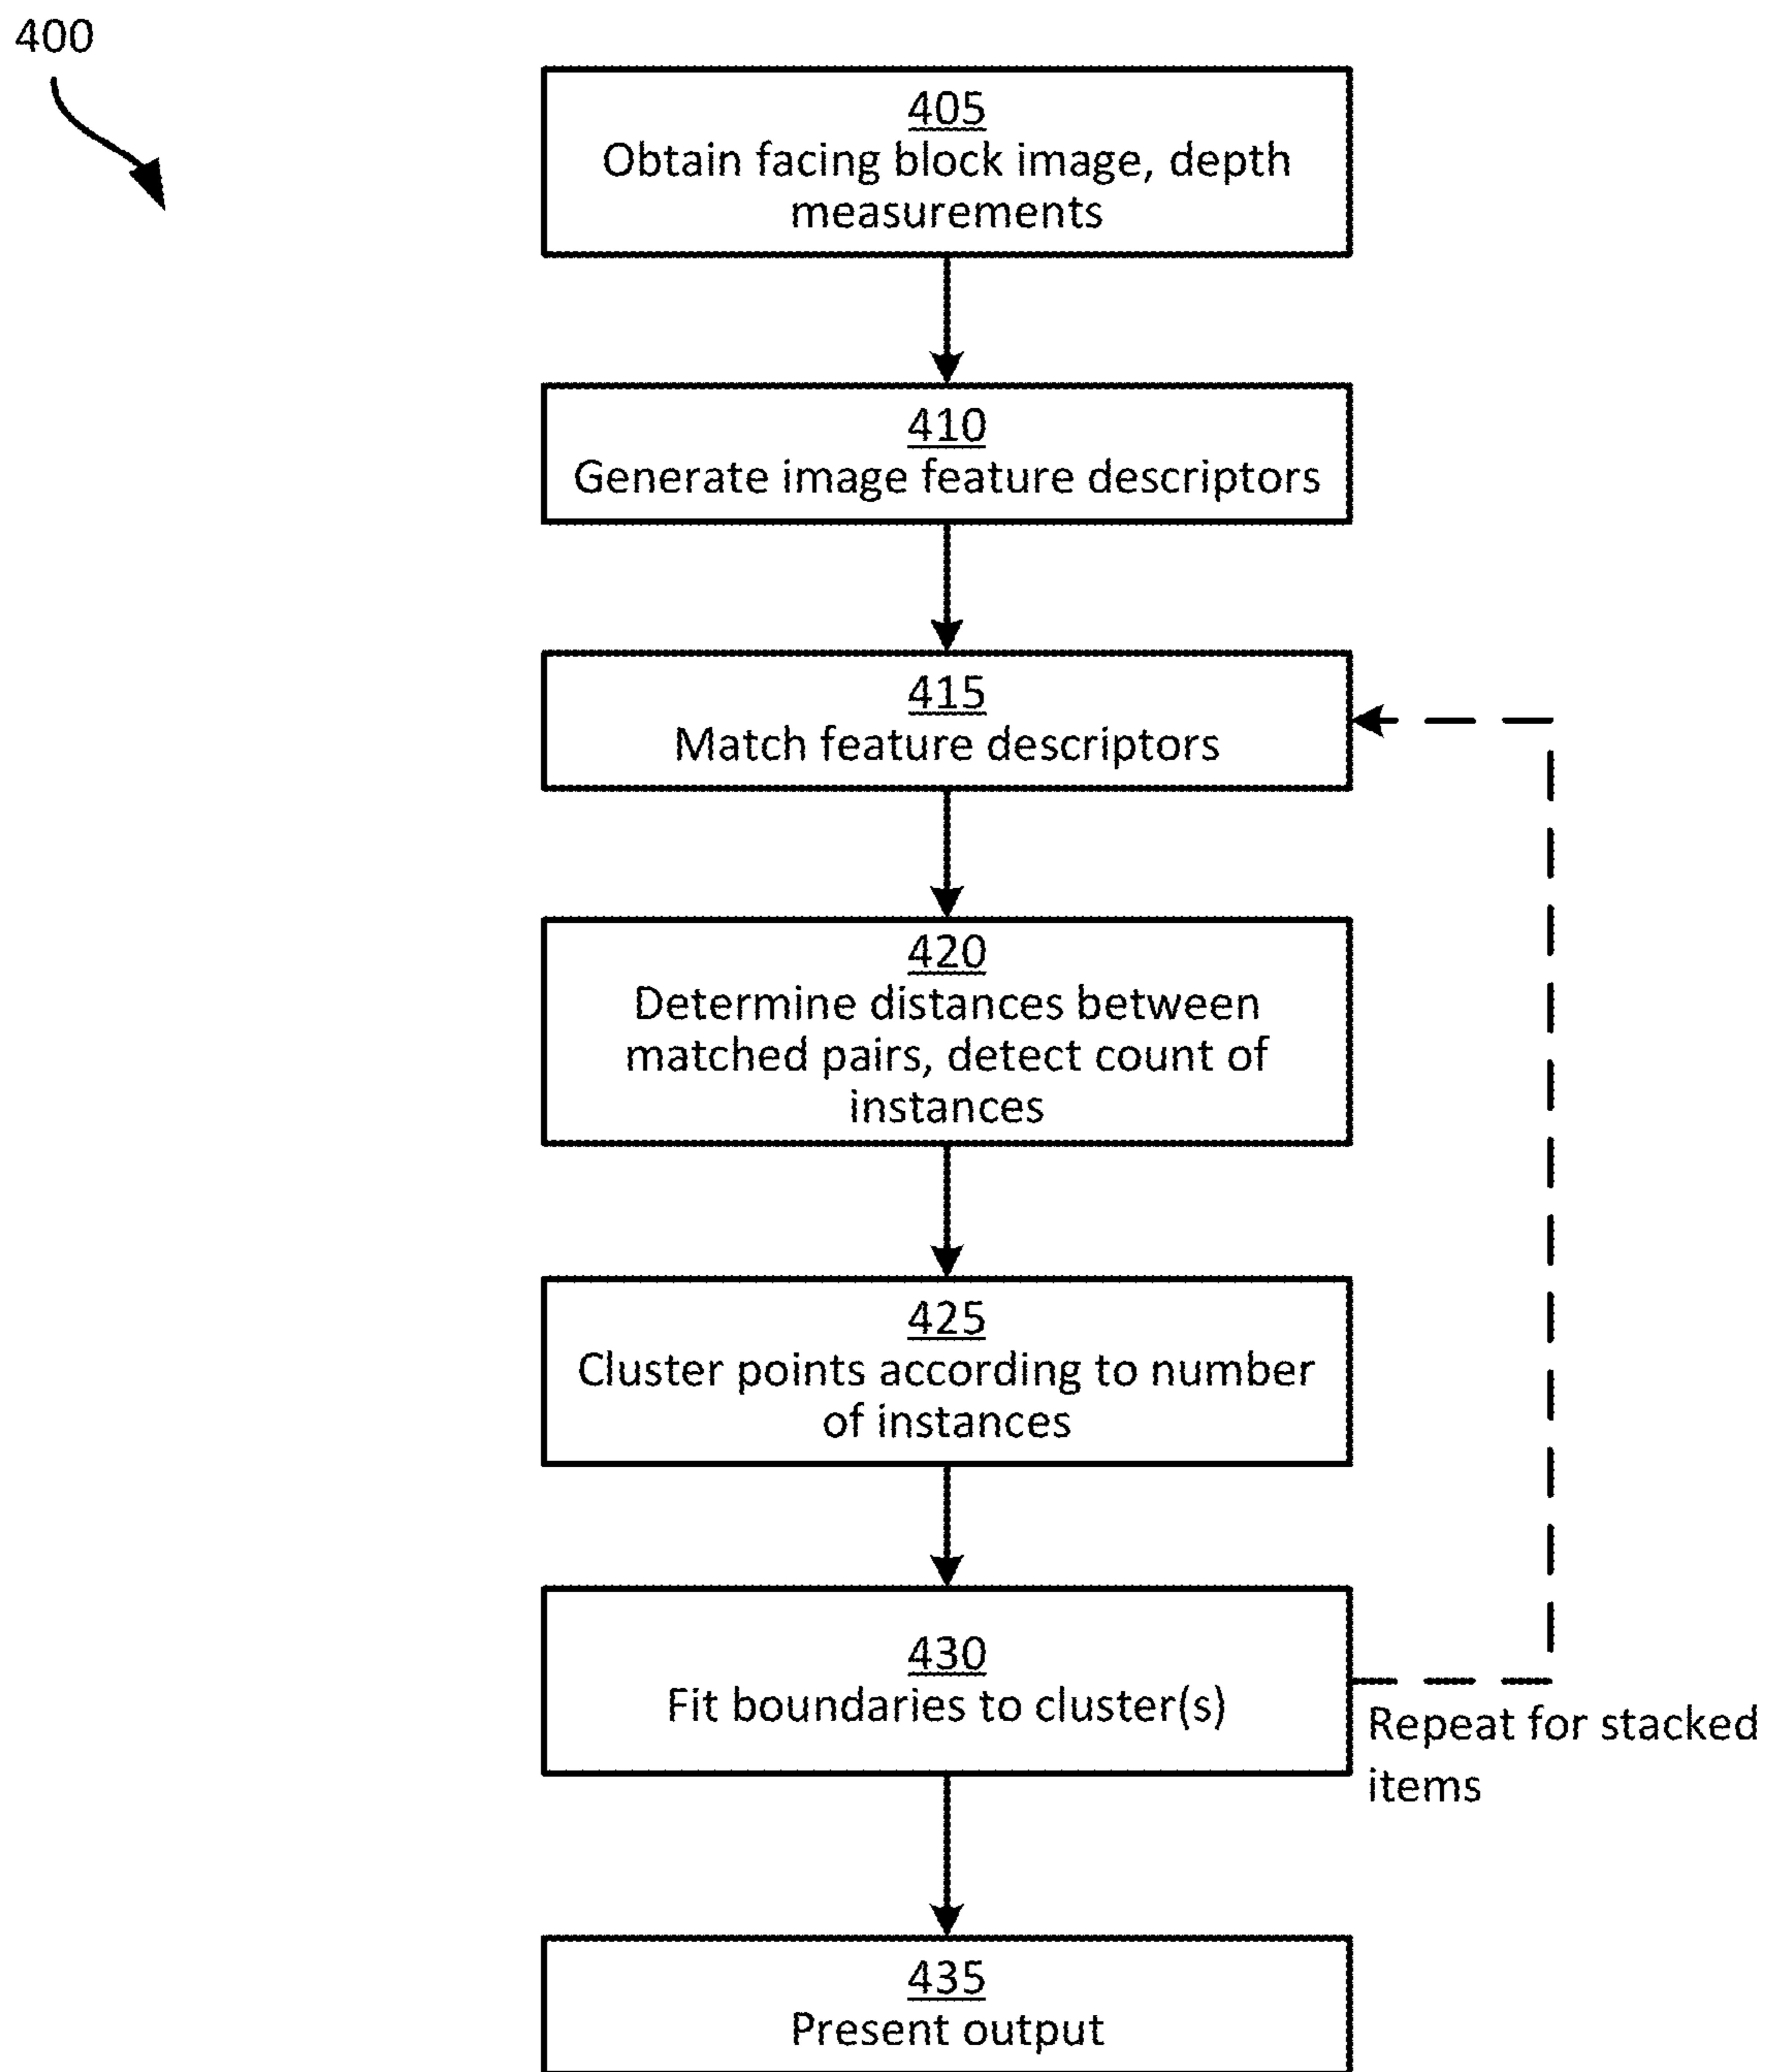 400
405
Obtain facing block image, depth
measurements
410
Generate image feature descriptors
415
Match feature descriptors
420
Determine distances between
matched pairs, detect count of
instances
425
Cluster points according to number
of instances
430
Fit boundaries to cluster(s)
Repeat for stacked
items
435
Present output